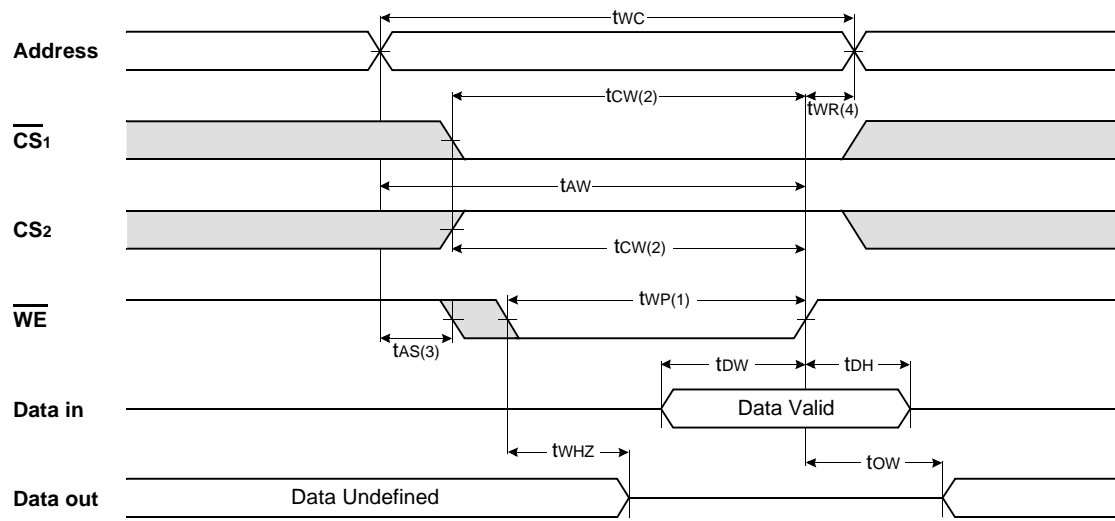 tWC
Address
tCW(2)
tWR(4)
CS1
tAW
CS2
tCW(2)
tWP(1)
WE
tAS(3)
tDW
tDH
Data in
Data Valid
tWHZ
tOW
Data out
Data Undefined